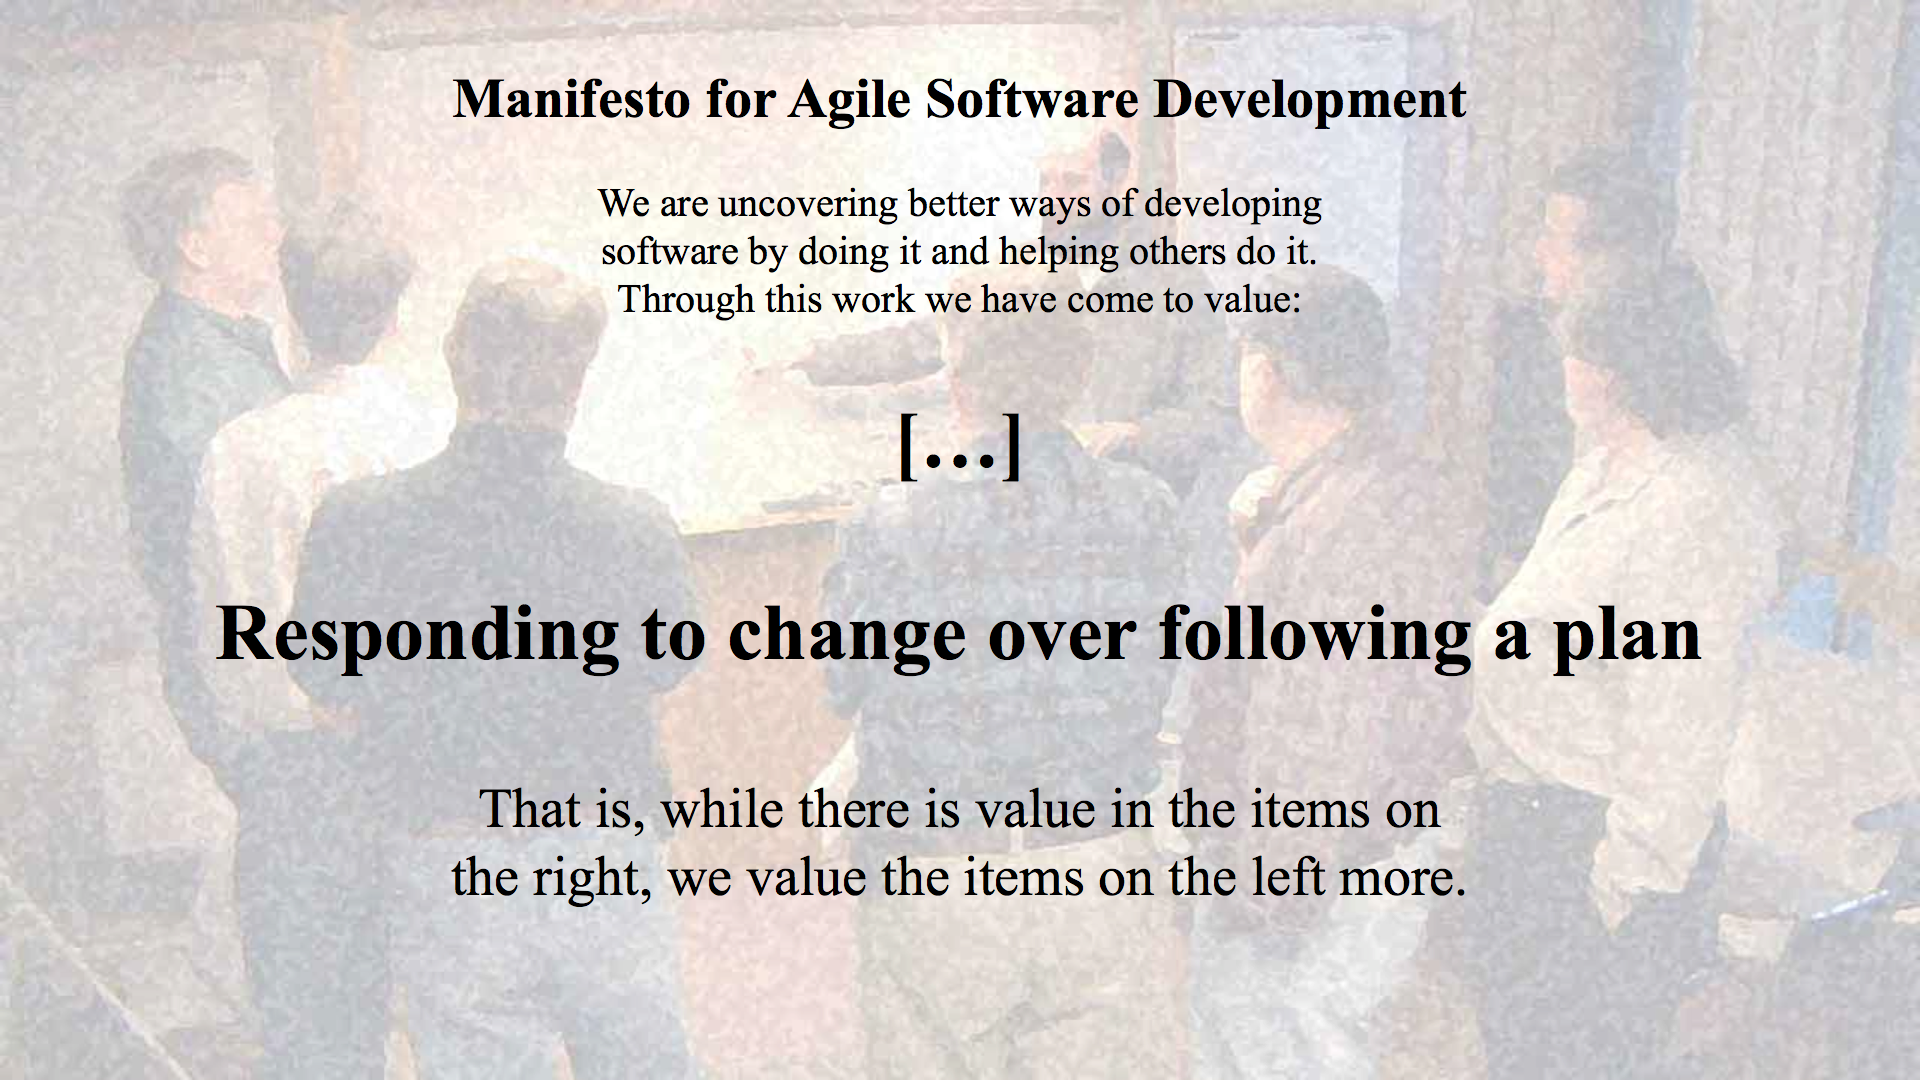 Manifesto for Agile Software Development
We are uncovering better ways of developing
software by doing it and helping others do it.
Through this work we have come to value:
[…]
Responding to change over following a plan
That is, while there is value in the items on
the right, we value the items on the left more.